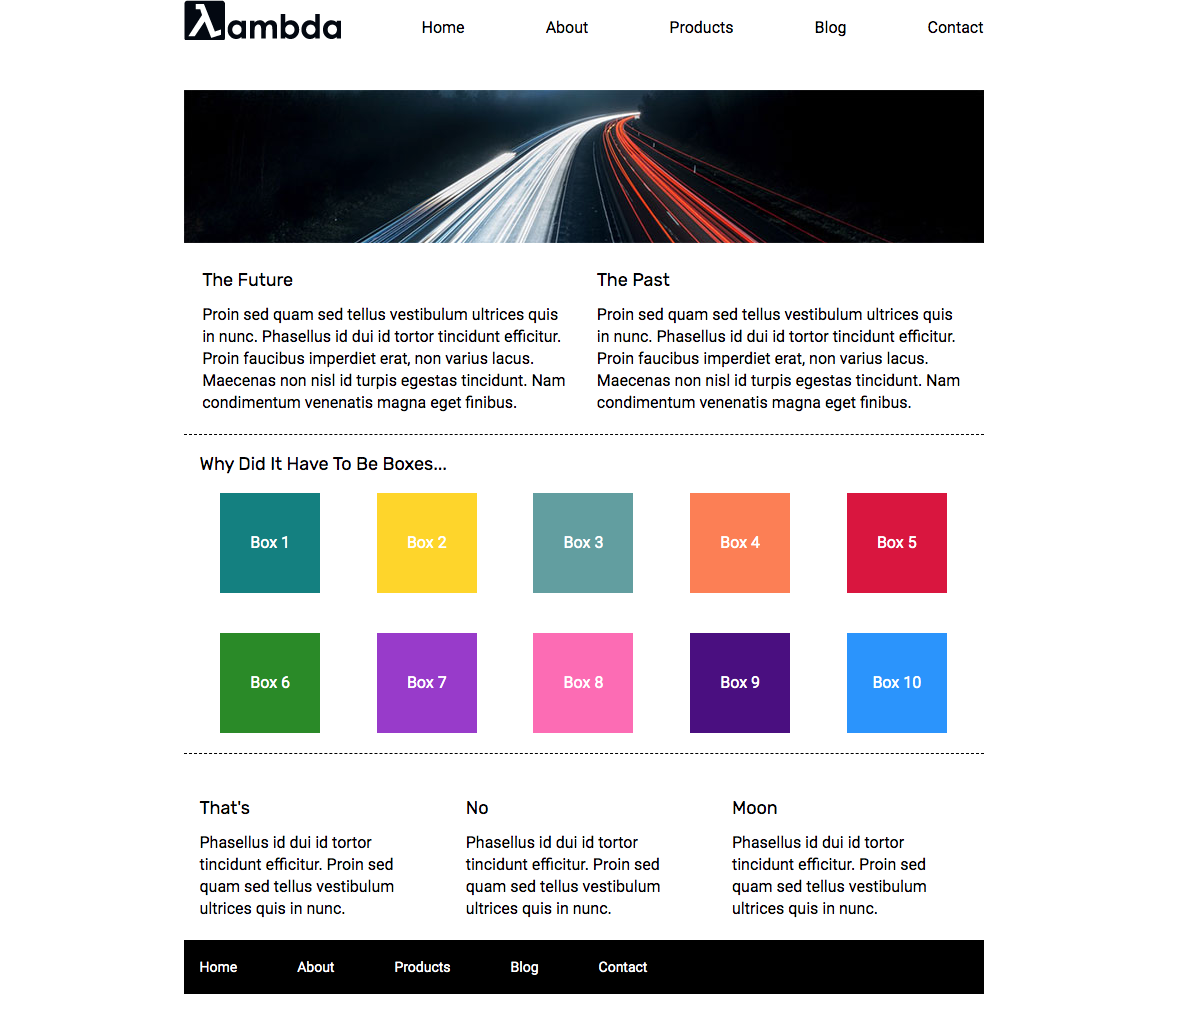 λambda
Home About Products Blog Contact
The Future
Proin sed quam sed tellus vestibulum ultrices quis
in nunc. Phasellus id dui id tortor tincidunt efficitur.
Proin faucibus imperdiet erat, non varius lacus.
Maecenas non nisl id turpis egestas tincidunt. Nam
condimentum venenatis magna eget finibus.
The Past
Proin sed quam sed tellus vestibulum ultrices quis
in nunc. Phasellus id dui id tortor tincidunt efficitur.
Proin faucibus imperdiet erat, non varius lacus.
Maecenas non nisl id turpis egestas tincidunt. Nam
condimentum venenatis magna eget finibus.
Why Did It Have To Be Boxes...
Box 1 Box 2 Box 3 Box 4 Box 5
Box 6 Box 7 Box 8 Box 9 Box 10
That's
Phasellus id dui id tortor
tincidunt efficitur. Proin sed
quam sed tellus vestibulum
ultrices quis in nunc.
No
Phasellus id dui id tortor
tincidunt efficitur. Proin sed
quam sed tellus vestibulum
ultrices quis in nunc.
Moon
Phasellus id dui id tortor
tincidunt efficitur. Proin sed
quam sed tellus vestibulum
ultrices quis in nunc.
Home About Products Blog Contact